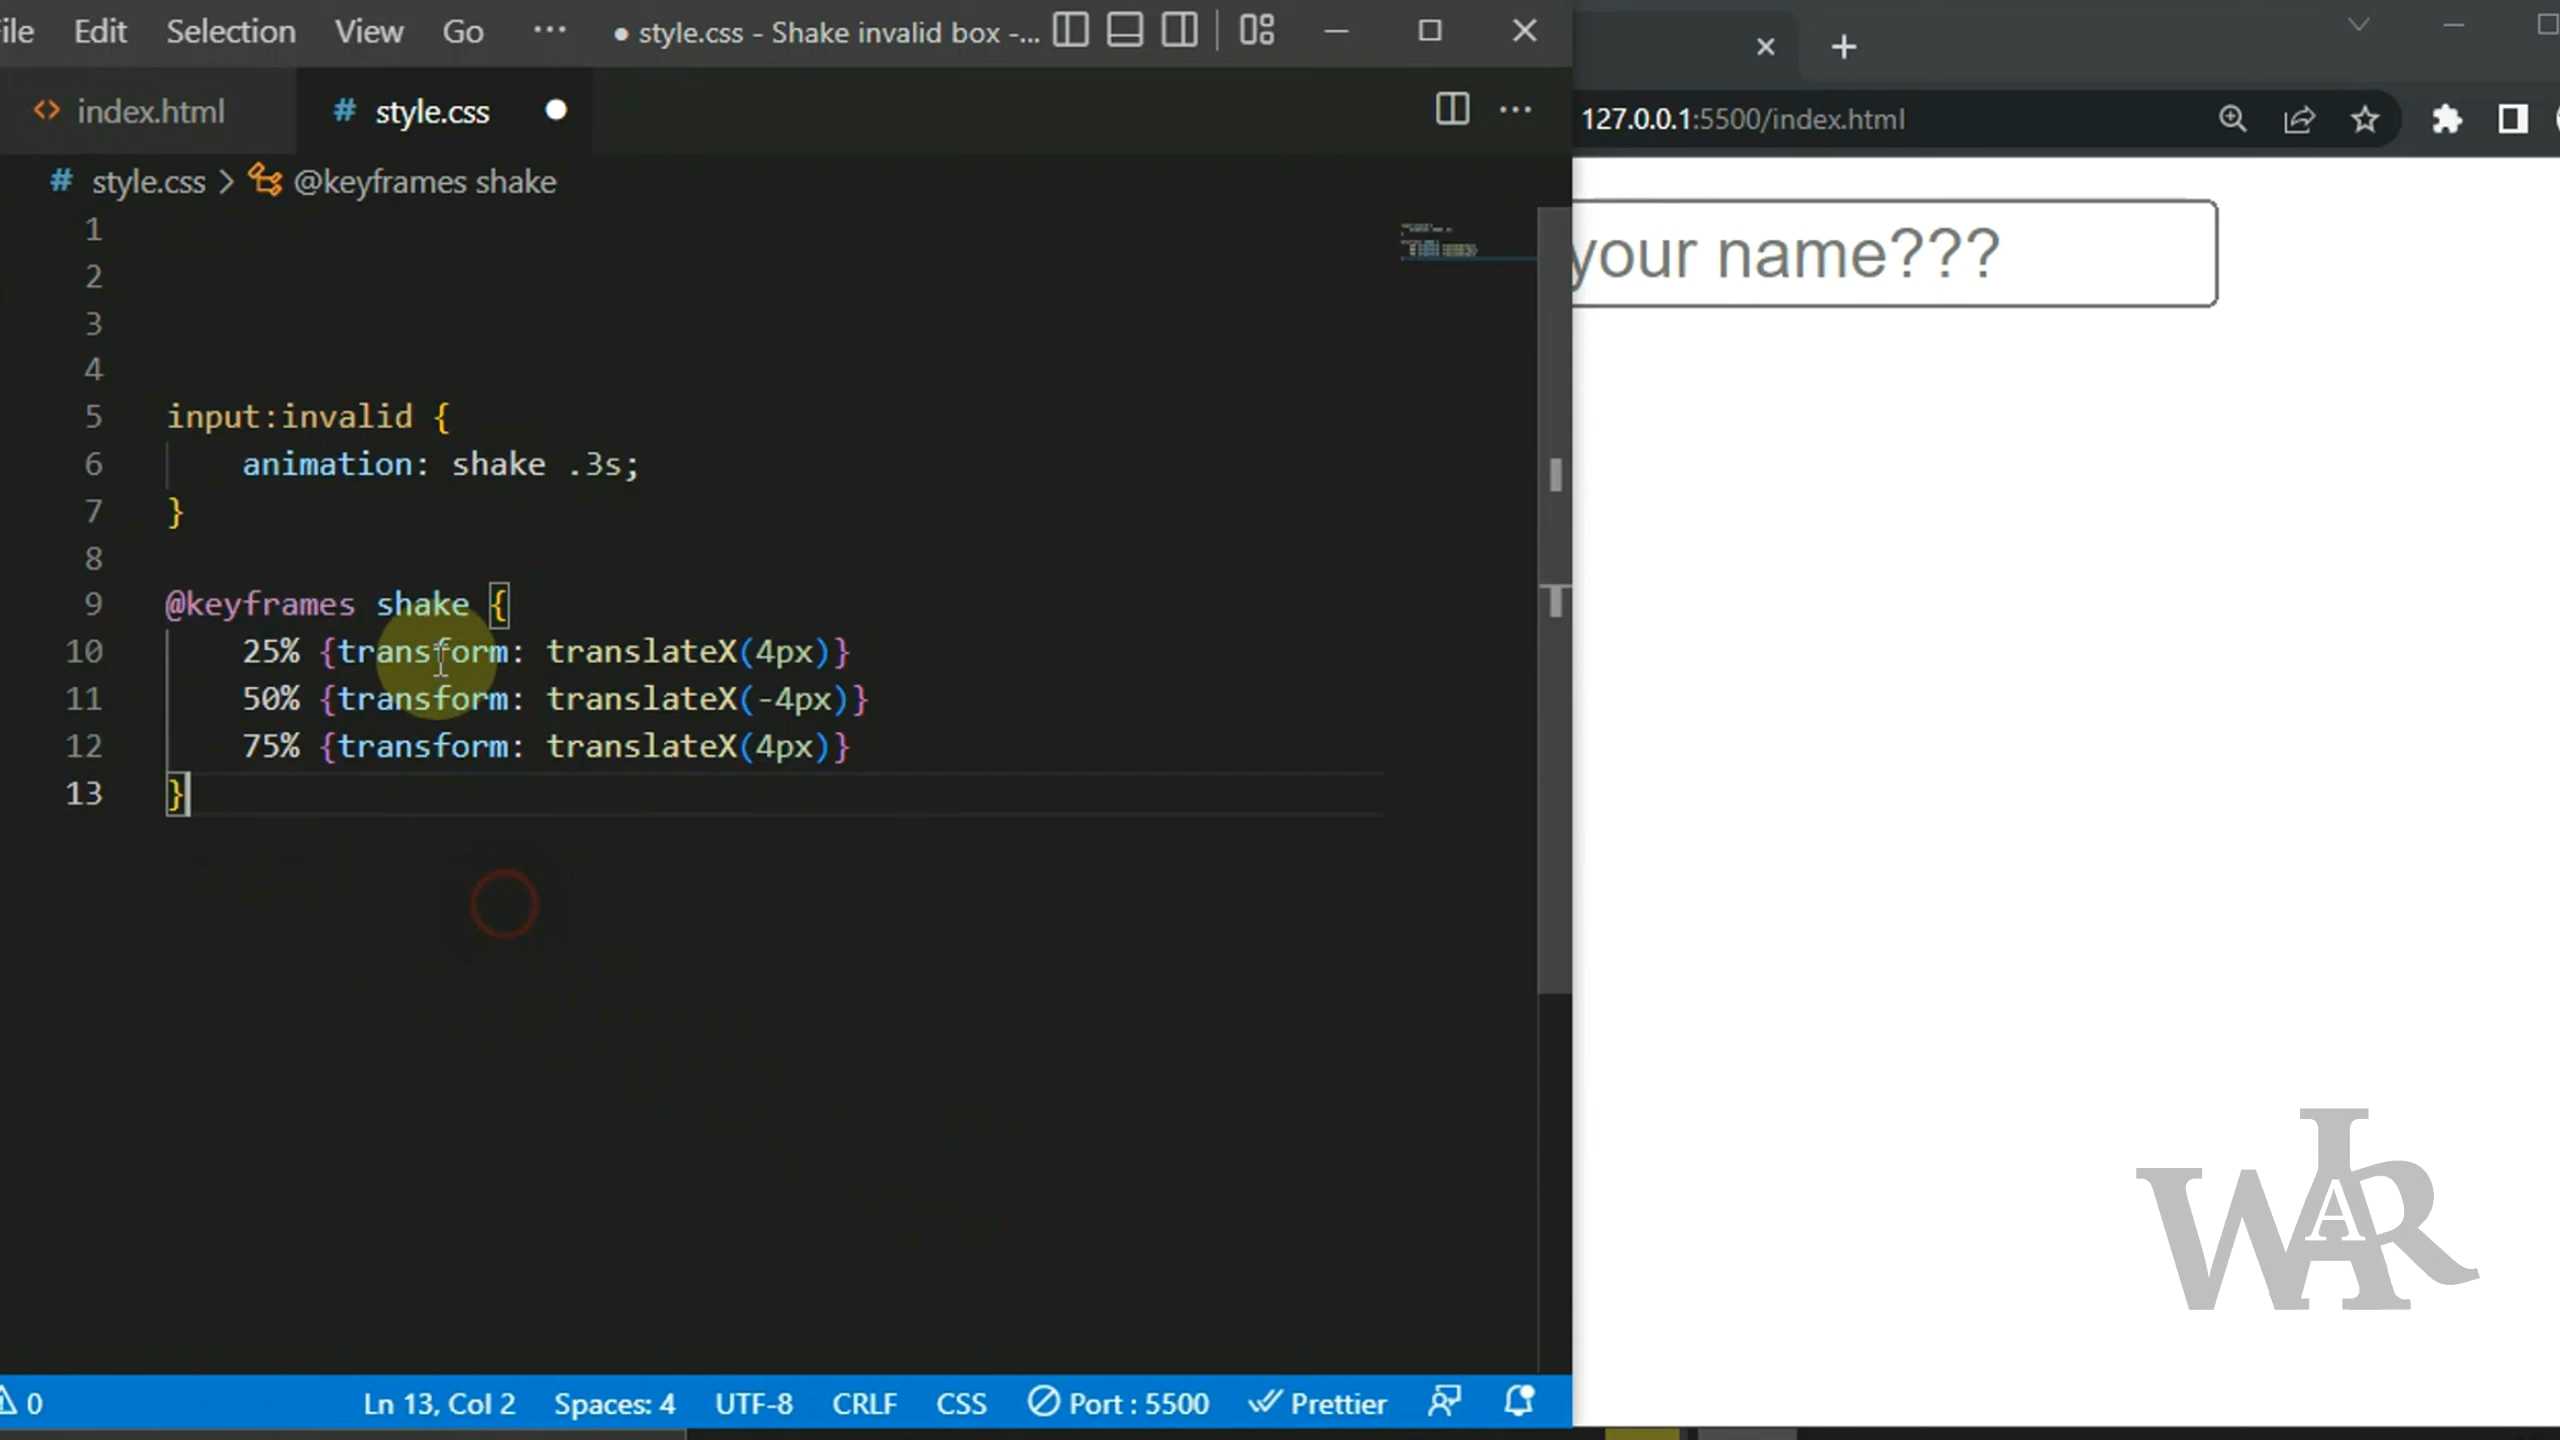 ile Edit Selection View Go ··· ● style.css - Shake invalid box -...
index.html
# style.css
# style.css > @keyframes shake
1
2
3
4
5 input:invalid {
6 animation: shake .3s;
7 }
8
9 @keyframes shake {
10 25% {transform: translateX(4px)}
11 50% {transform: translateX(-4px)}
12 75% {transform: translateX(4px)}
13 }
0 Ln 13, Col 2 Spaces: 4 UTF-8 CRLF CSS Port : 5500 Prettier
127.0.0.1:5500/index.html
your name???
WAR